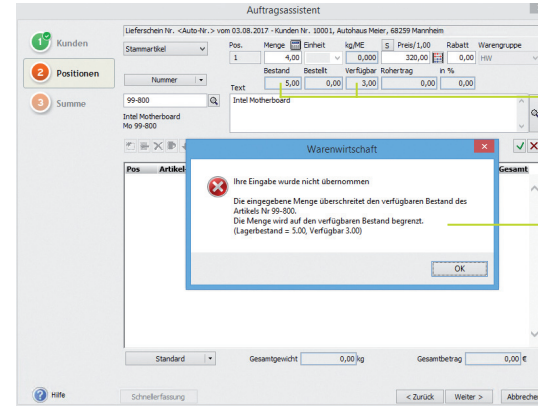 Auftragsassistent
Lieferschein Nr. <Auto-Nr.> vom 03.08.2017 - Kunden Nr. 10001, Autohaus Meier, 68259 Mannheim
1 Kunden
2 Positionen
3 Summe
Stammartikel
Pos. Menge Einheit kg/ME S Preis/1,00 Rabatt Warengruppe
1 4,00 0,000 320,00 0,00 HW
Bestand Bestellt Verfügbar Rohertrag in %
Nummer
5,00 0,00 3,00 0,00 0,00
Text
99-800
Intel Motherboard
Intel Motherboard
Mo 99-800
Pos Artikel- Gesamt
Warenwirtschaft
Ihre Eingabe wurde nicht übernommen
Die eingegebene Menge überschreitet den verfügbaren Bestand des
Artikels Nr 99-800.
Die Menge wird auf den verfügbaren Bestand begrenzt.
(Lagerbestand = 5.00, Verfügbar 3.00)
OK
Standard Gesamtgewicht 0,00 kg Gesamtbetrag 0,00 €
Hilfe Schnellerfassung < Zurück Weiter > Abbrechen